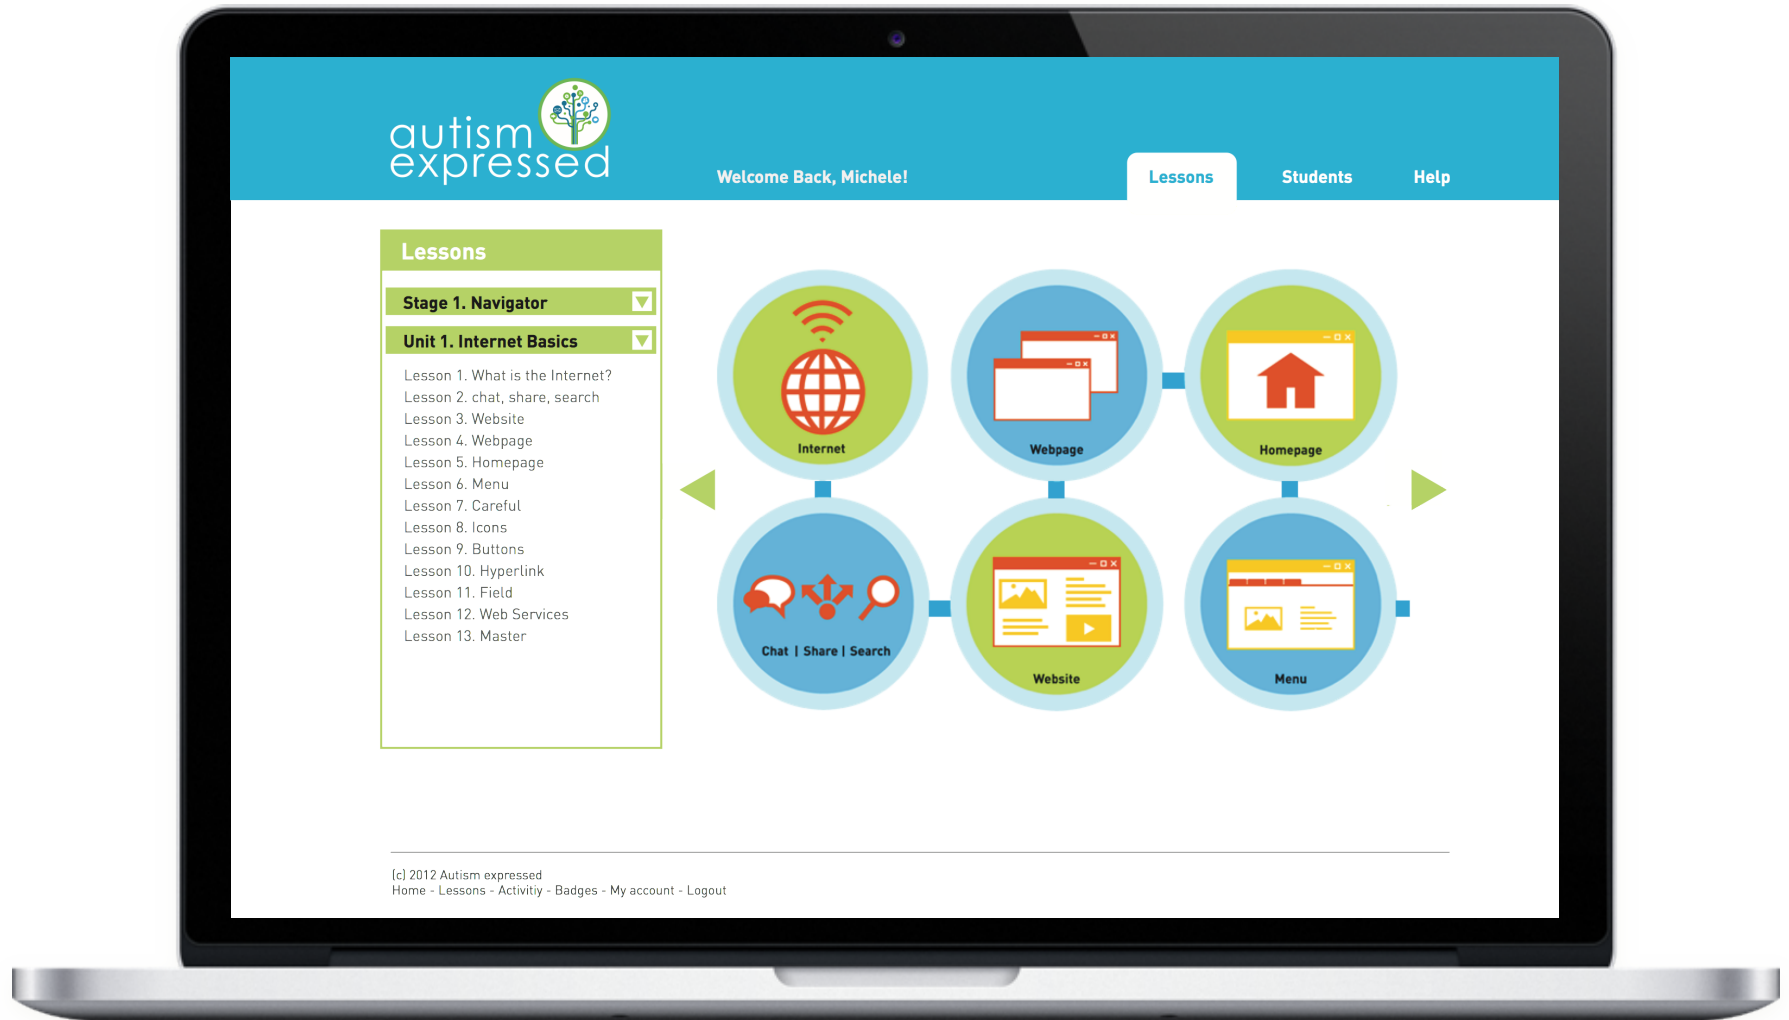 autism
expressed
Welcome Back, Michele!
Lessons
Students
Help
Lessons
Stage 1. Navigator
Unit 1. Internet Basics
Lesson 1. What is the Internet?
Lesson 2. chat, share, search
Lesson 3. Website
Lesson 4. Webpage
Lesson 5. Homepage
Lesson 6. Menu
Lesson 7. Careful
Lesson 8. Icons
Lesson 9. Buttons
Lesson 10. Hyperlink
Lesson 11. Field
Lesson 12. Web Services
Lesson 13. Master
Internet
Webpage
Homepage
Chat | Share | Search
Website
Menu
(c) 2012 Autism expressed
Home - Lessons - Activitiy - Badges - My account - Logout